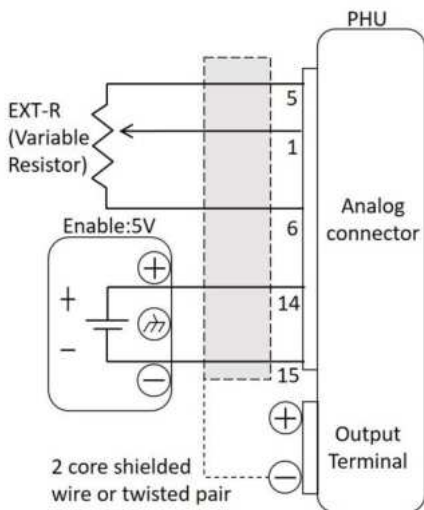 PHU
EXT-R
(Variable
Resistor)
5
1
6
Analog
connector
Enable:5V
+
+
14
−
−
15
+
Output
Terminal
−
2 core shielded
wire or twisted pair